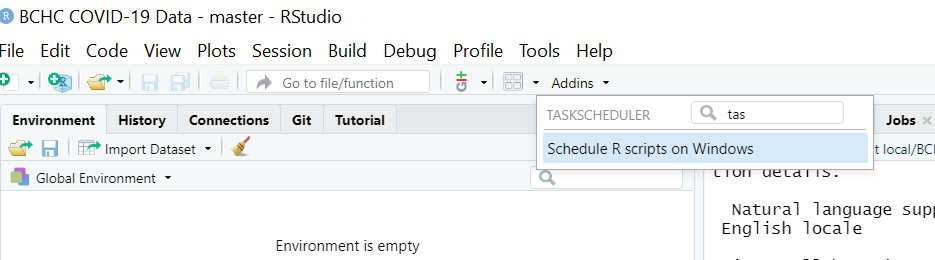 BCHC COVID-19 Data - master - RStudio
File Edit Code View Plots Session Build Debug Profile Tools Help
Go to file/function Addins
TASKSCHEDULER tas
Schedule R scripts on Windows
Environment History Connections Git Tutorial Jobs
Import Dataset
t local/BC
Global Environment
tion details.
Natural language supp
English locale
Environment is empty